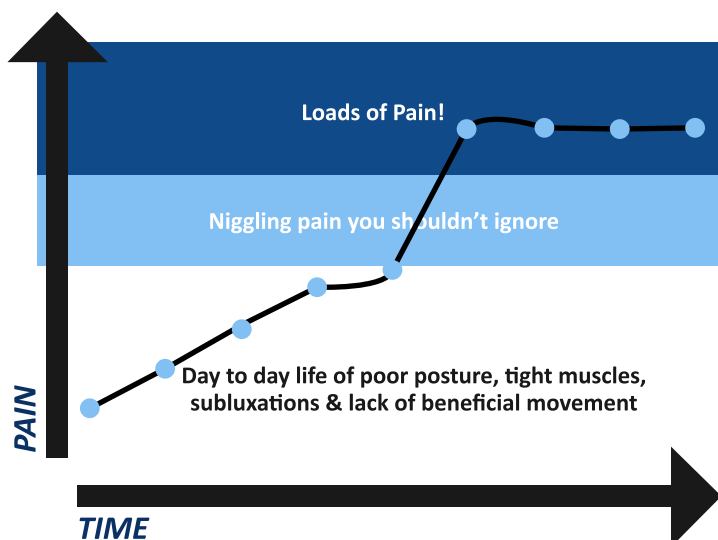 Loads of Pain!
Niggling pain you shouldn't ignore
Day to day life of poor posture, tight muscles,
subluxations & lack of beneficial movement
PAIN
TIME